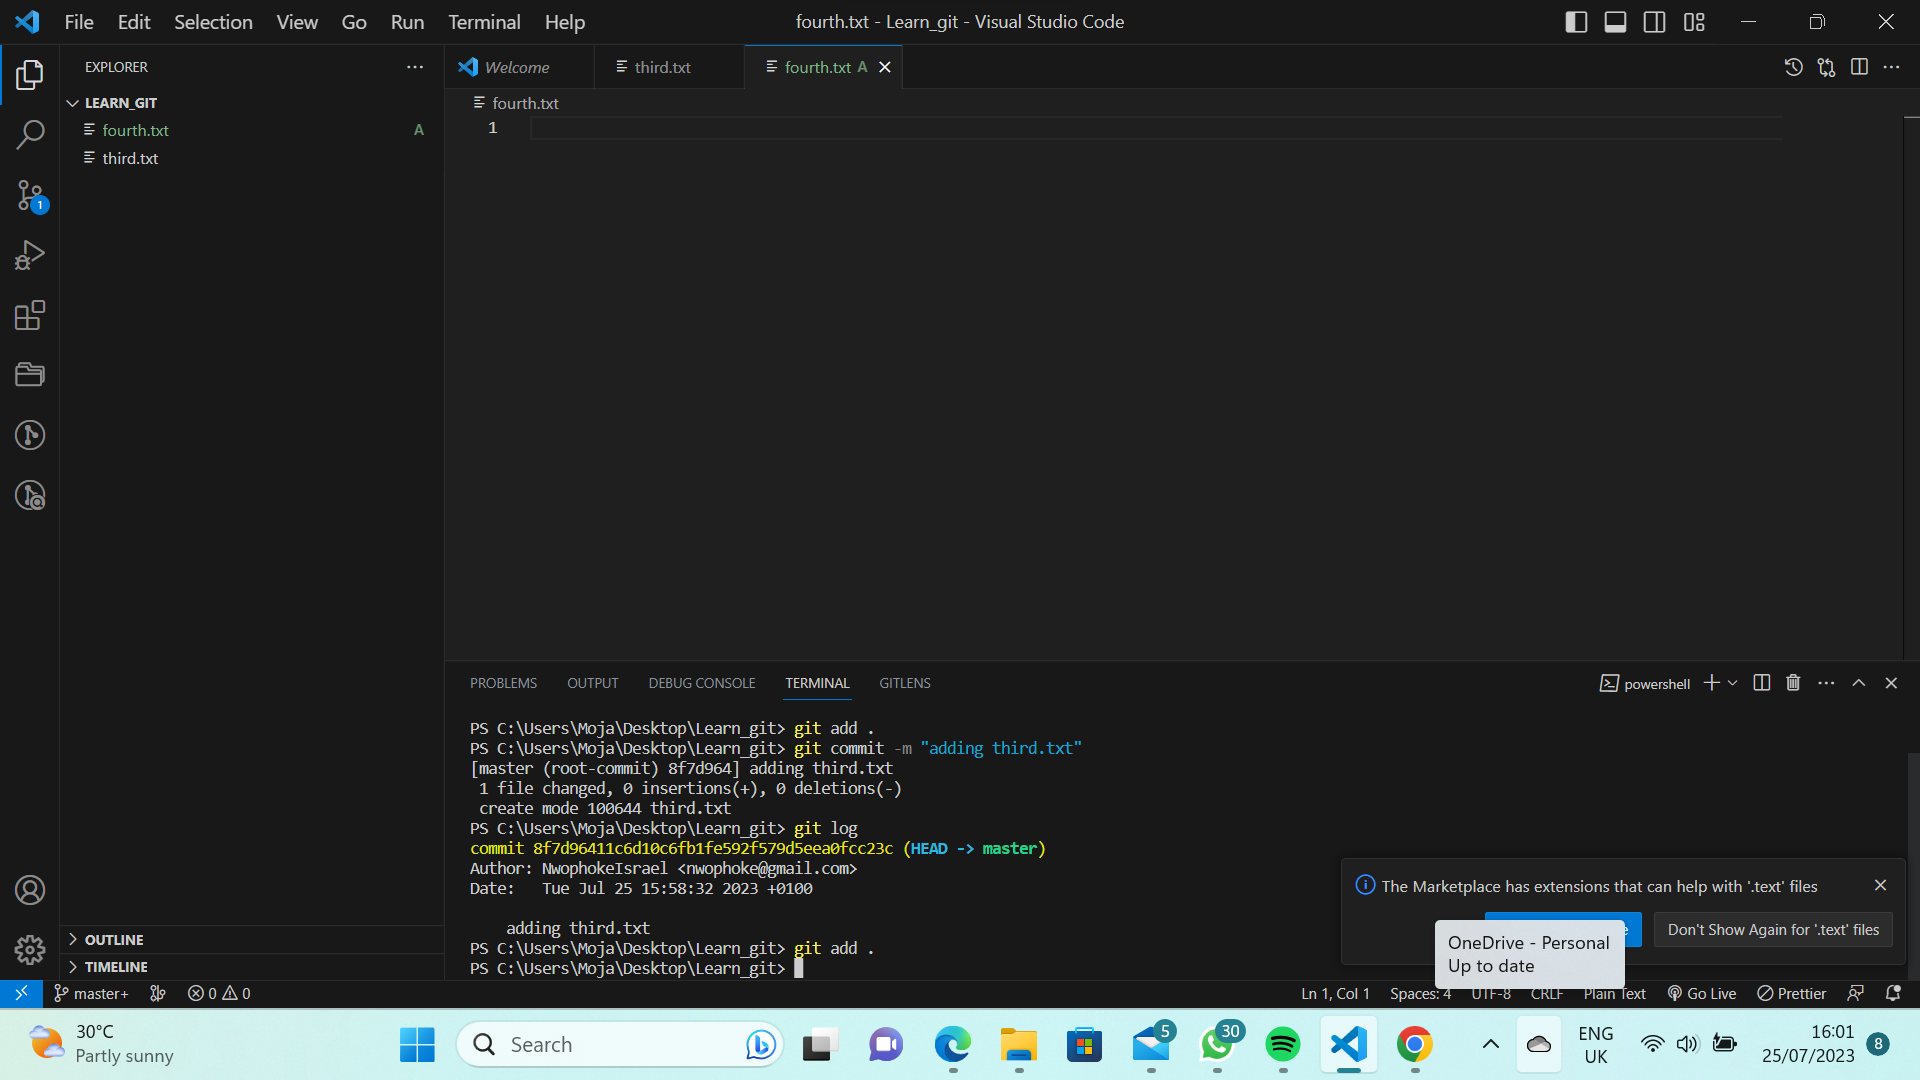 File Edit Selection View Go Run Terminal Help
fourth.txt - Learn_git - Visual Studio Code
EXPLORER
LEARN_GIT
fourth.txt A
third.txt
1
OUTLINE
TIMELINE
Welcome
third.txt
fourth.txt A
fourth.txt
1
PROBLEMS OUTPUT DEBUG CONSOLE TERMINAL GITLENS
powershell
PS C:\Users\Moja\Desktop\Learn_git> git add .
PS C:\Users\Moja\Desktop\Learn_git> git commit -m "adding third.txt"
[master (root-commit) 8f7d964] adding third.txt
1 file changed, 0 insertions(+), 0 deletions(-)
create mode 100644 third.txt
PS C:\Users\Moja\Desktop\Learn_git> git log
commit 8f7d96411c6d10c6fb1fe592f579d5eea0fcc23c (HEAD -> master)
Author: NwophokeIsrael <nwophoke@gmail.com>
Date:   Tue Jul 25 15:58:32 2023 +0100
adding third.txt
PS C:\Users\Moja\Desktop\Learn_git> git add .
PS C:\Users\Moja\Desktop\Learn_git>
The Marketplace has extensions that can help with '.text' files
Don't Show Again for '.text' files
OneDrive - Personal
Up to date
master+ 0 0
Ln 1, Col 1 Spaces: 4 UTF-8 CRLF Plain Text Go Live Prettier
30°C
Partly sunny
Search
5
30
ENG
UK
16:01
25/07/2023
8